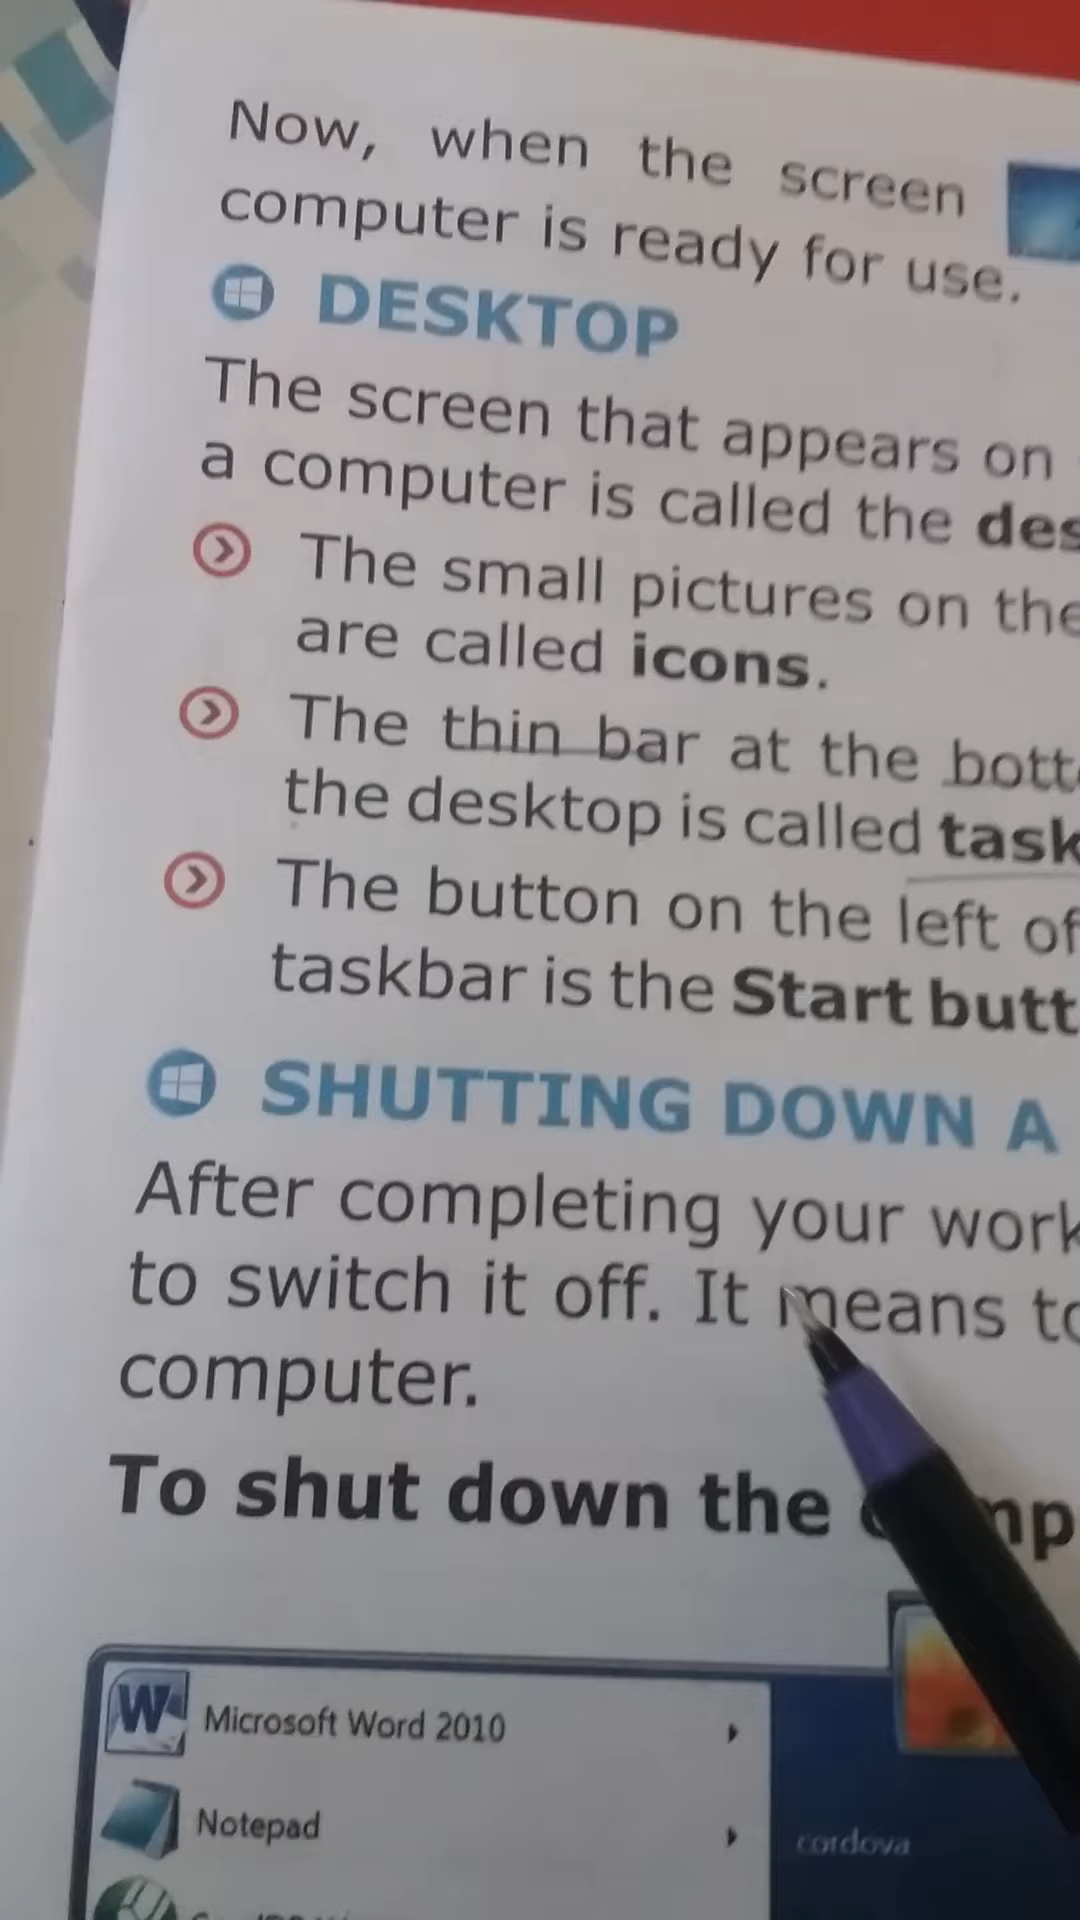 Now, when the screen
computer is ready for use.
DESKTOP
The screen that appears on
a computer is called the des
The small pictures on the
are called icons.
The thin bar at the botto
the desktop is called task
The button on the left of
taskbar is the Start butt
SHUTTING DOWN A
After completing your work
to switch it off. It means to
computer.
To shut down the
Microsoft Word 2010
Notepad
cordova